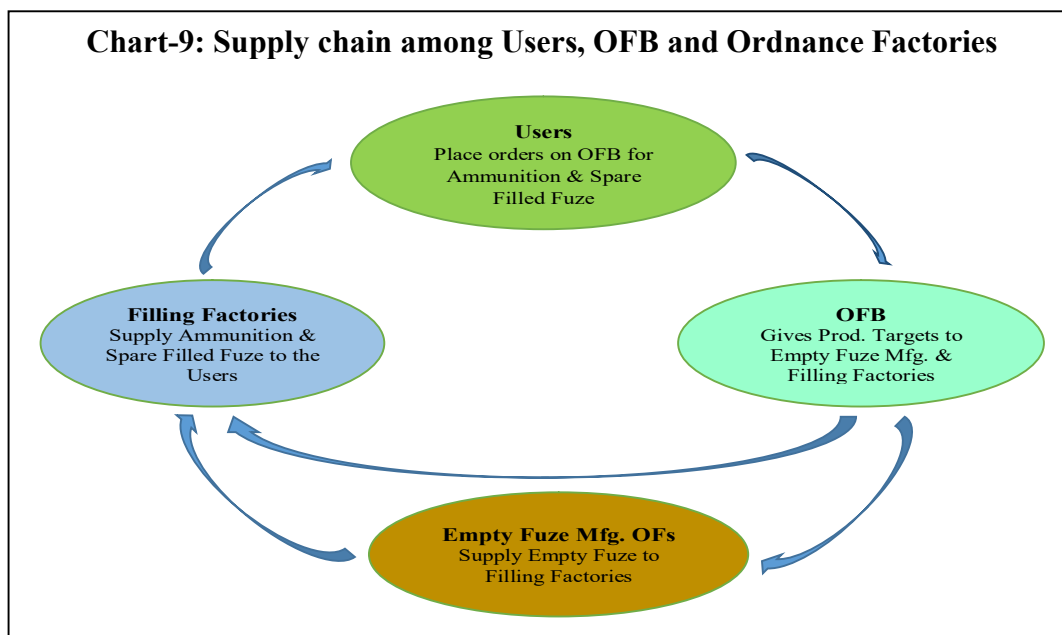 Chart-9: Supply chain among Users, OFB and Ordnance Factories
Users
Place orders on OFB for
Ammunition & Spare
Filled Fuze
Filling Factories
Supply Ammunition &
Spare Filled Fuze to the
Users
OFB
Gives Prod. Targets to
Empty Fuze Mfg. &
Filling Factories
Empty Fuze Mfg. OFs
Supply Empty Fuze to
Filling Factories